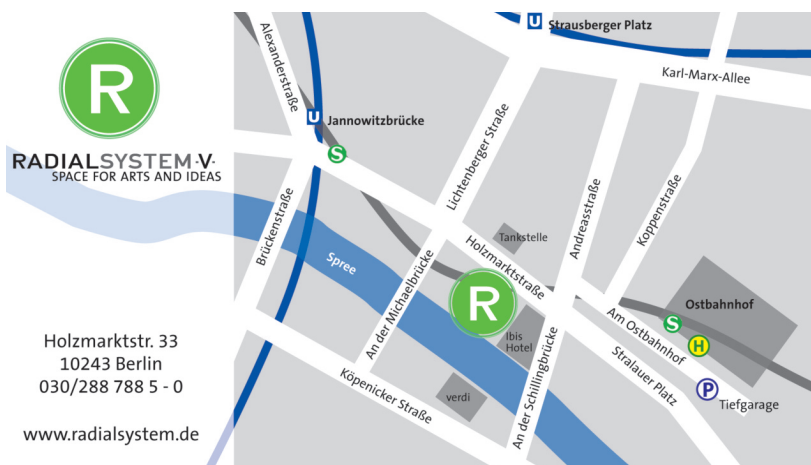 R
RADIALSYSTEM·V·
SPACE FOR ARTS AND IDEAS
Holzmarktstr. 33
10243 Berlin
030/288 788 5 - 0
www.radialsystem.de
U
Strausberger Platz
Karl-Marx-Allee
Alexanderstraße
U
Jannowitzbrücke
S
Lichtenberger Straße
Andreasstraße
Koppenstraße
Brückenstraße
Spree
An der Michaelbrücke
Tankstelle
Holzmarktstraße
R
Ibis
Hotel
Ostbahnhof
S
H
Am Ostbahnhof
Stralauer Platz
P
Tiefgarage
An der Schillingbrücke
Köpenicker Straße
verdi